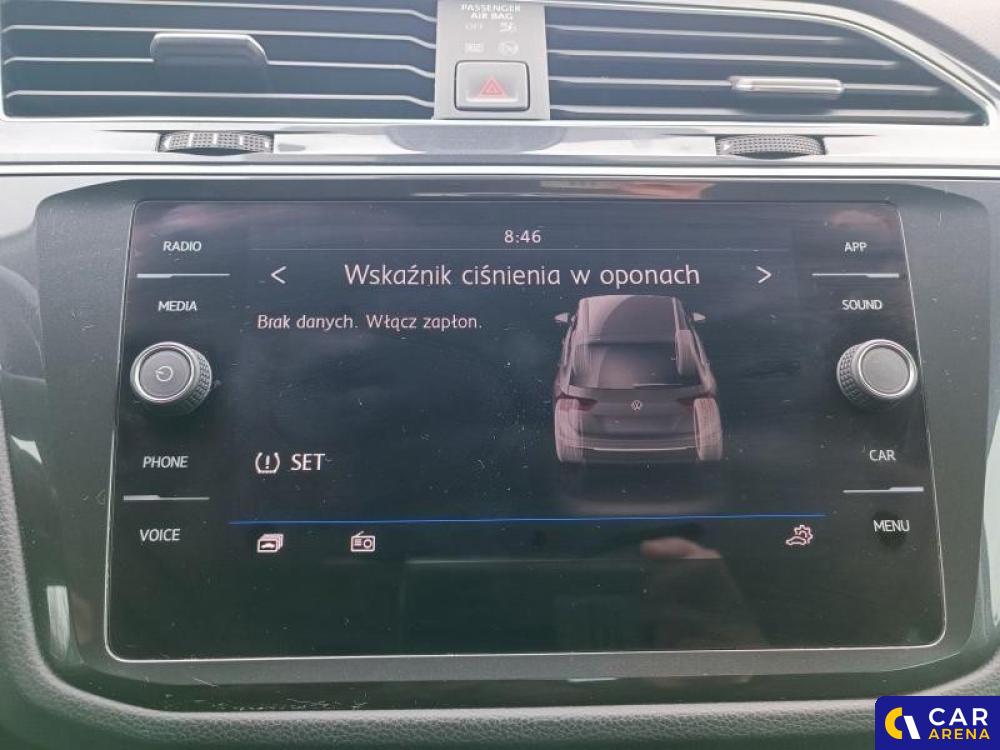 PASSENGER
AIR BAG
OFF
8:46
RADIO
APP
< Wskaźnik ciśnienia w oponach >
MEDIA
SOUND
Brak danych. Włącz zapłon.
PHONE
SET
CAR
VOICE
MENU
CAR
ARENA